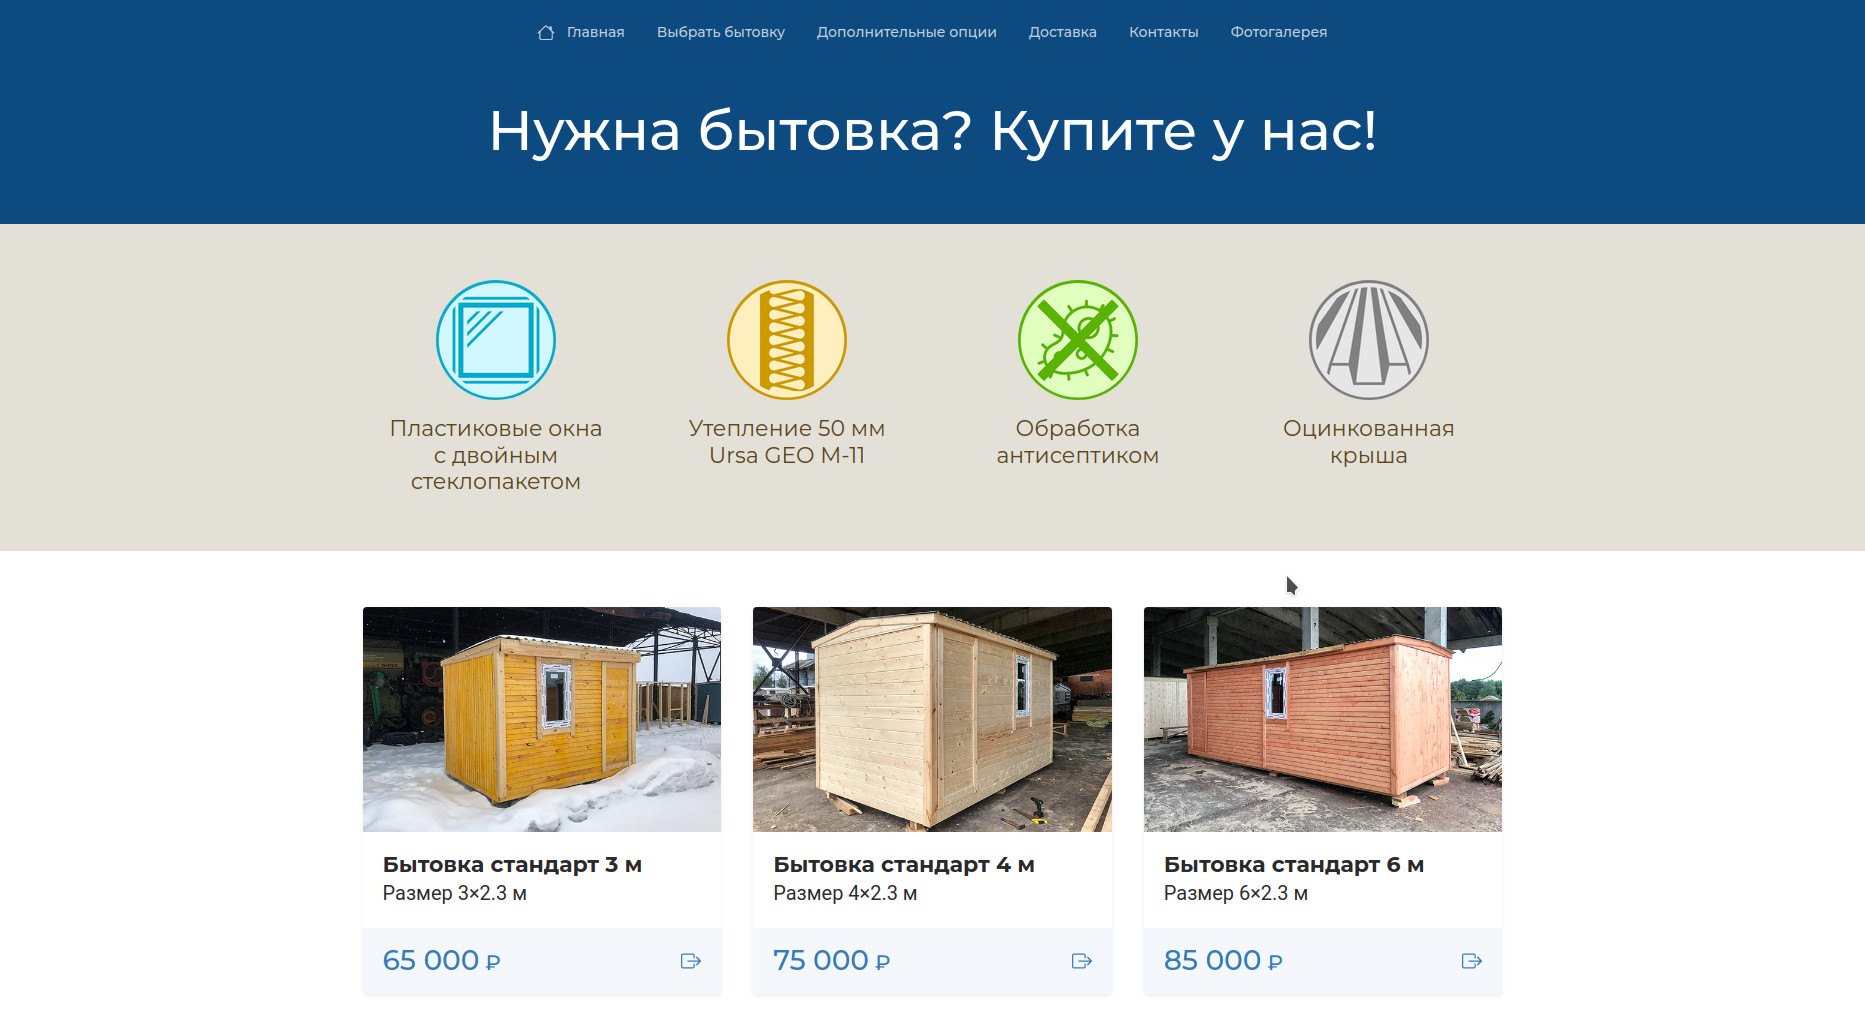 Главная Выбрать бытовку Дополнительные опции Доставка Контакты Фотогалерея
Нужна бытовка? Купите у нас!
Пластиковые окна
с двойным
стеклопакетом
Утепление 50 мм
Ursa GEO М-11
Обработка
антисептиком
Оцинкованная
крыша
Бытовка стандарт 3 м
Размер 3×2.3 м
65 000 ₽
Бытовка стандарт 4 м
Размер 4×2.3 м
75 000 ₽
Бытовка стандарт 6 м
Размер 6×2.3 м
85 000 ₽